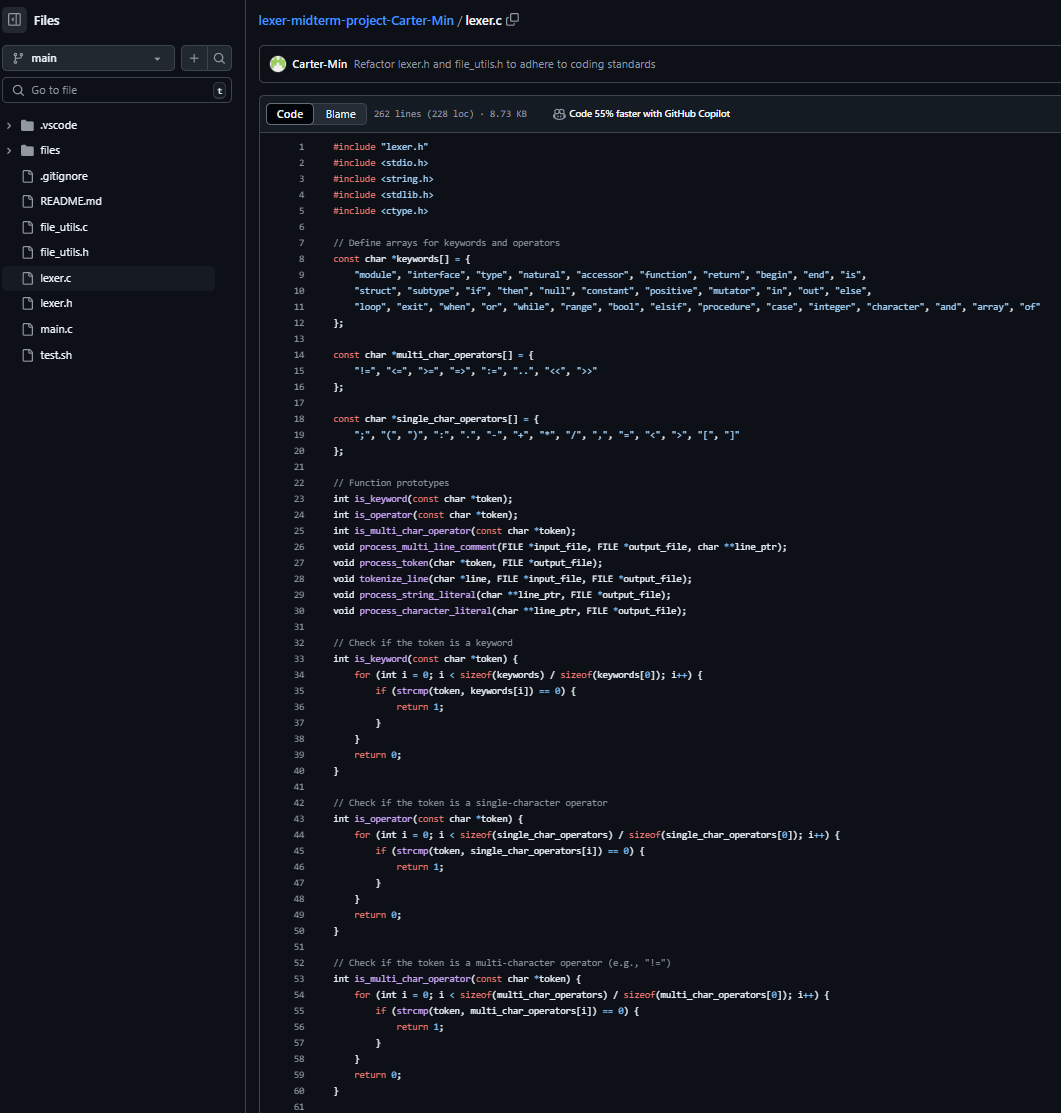 Files
main
Go to file
t
.vscode
files
.gitignore
README.md
file_utils.c
file_utils.h
lexer.c
lexer.h
main.c
test.sh
lexer-midterm-project-Carter-Min / lexer.c
Carter-Min Refactor lexer.h and file_utils.h to adhere to coding standards
Code Blame 262 lines (228 loc) · 8.73 KB Code 55% faster with GitHub Copilot
1 #include "lexer.h"
2 #include <stdio.h>
3 #include <string.h>
4 #include <stdlib.h>
5 #include <ctype.h>
6
7 // Define arrays for keywords and operators
8 const char *keywords[] = {
9 "module", "interface", "type", "natural", "accessor", "function", "return", "begin", "end", "is",
10 "struct", "subtype", "if", "then", "null", "constant", "positive", "mutator", "in", "out", "else",
11 "loop", "exit", "when", "or", "while", "range", "bool", "elsif", "procedure", "case", "integer", "character", "and", "array", "of"
12 };
13
14 const char *multi_char_operators[] = {
15 "!=", "<=", ">=", "=>", ":=", "..", "<<", ">>"
16 };
17
18 const char *single_char_operators[] = {
19 ";", "(", ")", ":", ".", "-", "+", "*", "/", ",", "=", "<", ">", "[", "]"
20 };
21
22 // Function prototypes
23 int is_keyword(const char *token);
24 int is_operator(const char *token);
25 int is_multi_char_operator(const char *token);
26 void process_multi_line_comment(FILE *input_file, FILE *output_file, char **line_ptr);
27 void process_token(char *token, FILE *output_file);
28 void tokenize_line(char *line, FILE *input_file, FILE *output_file);
29 void process_string_literal(char **line_ptr, FILE *output_file);
30 void process_character_literal(char **line_ptr, FILE *output_file);
31
32 // Check if the token is a keyword
33 int is_keyword(const char *token) {
34 for (int i = 0; i < sizeof(keywords) / sizeof(keywords[0]); i++) {
35 if (strcmp(token, keywords[i]) == 0) {
36 return 1;
37 }
38 }
39 return 0;
40 }
41
42 // Check if the token is a single-character operator
43 int is_operator(const char *token) {
44 for (int i = 0; i < sizeof(single_char_operators) / sizeof(single_char_operators[0]); i++) {
45 if (strcmp(token, single_char_operators[i]) == 0) {
46 return 1;
47 }
48 }
49 return 0;
50 }
51
52 // Check if the token is a multi-character operator (e.g., "!=")
53 int is_multi_char_operator(const char *token) {
54 for (int i = 0; i < sizeof(multi_char_operators) / sizeof(multi_char_operators[0]); i++) {
55 if (strcmp(token, multi_char_operators[i]) == 0) {
56 return 1;
57 }
58 }
59 return 0;
60 }
61